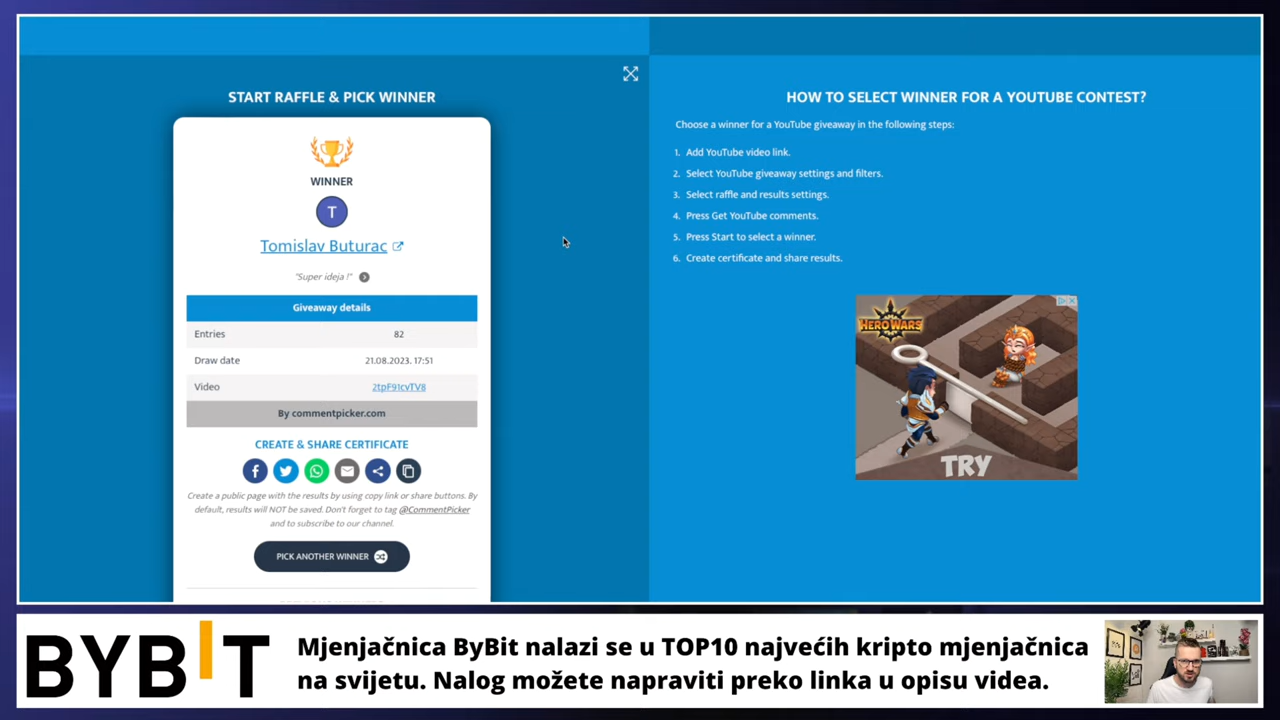 START RAFFLE & PICK WINNER
WINNER
T
Tomislav Buturac
"Super ideja !"
Giveaway details
Entries 82
Draw date 21.08.2023. 17:51
Video 2tpF91cvTV8
By commentpicker.com
CREATE & SHARE CERTIFICATE
Create a public page with the results by using copy link or share buttons. By
default, results will NOT be saved. Don't forget to tag @CommentPicker
and to subscribe to our channel.
PICK ANOTHER WINNER
HOW TO SELECT WINNER FOR A YOUTUBE CONTEST?
Choose a winner for a YouTube giveaway in the following steps:
1. Add YouTube video link.
2. Select YouTube giveaway settings and filters.
3. Select raffle and results settings.
4. Press Get YouTube comments.
5. Press Start to select a winner.
6. Create certificate and share results.
HERO WARS
TRY
BYBIT
Mjenjačnica ByBit nalazi se u TOP10 najvećih kripto mjenjačnica
na svijetu. Nalog možete napraviti preko linka u opisu videa.